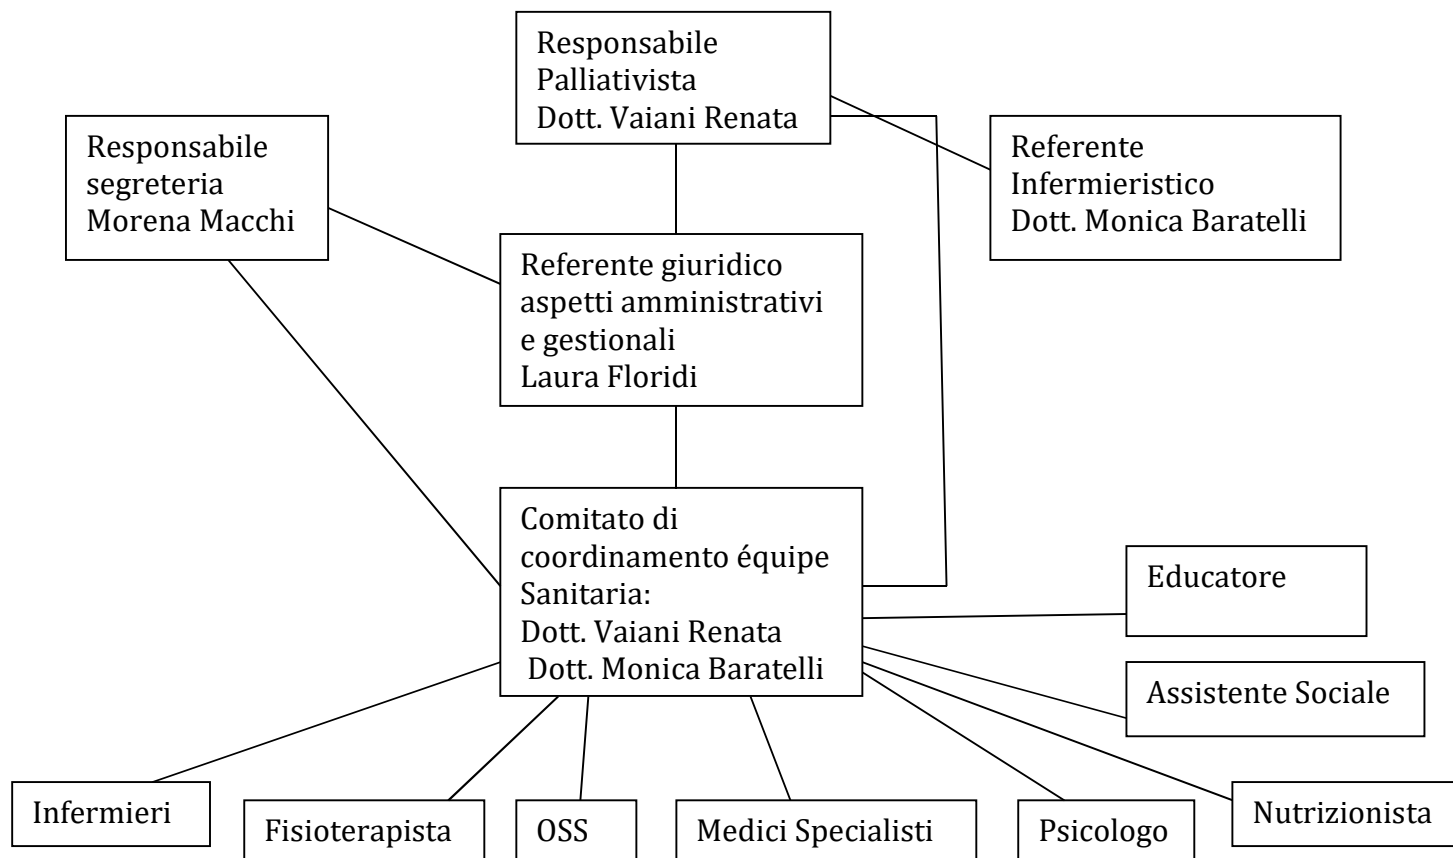 Responsabile
Palliativista
Dott. Vaiani Renata
Responsabile
segreteria
Morena Macchi
Referente
Infermieristico
Dott. Monica Baratelli
Referente giuridico
aspetti amministrativi
e gestionali
Laura Floridi
Comitato di
coordinamento équipe
Sanitaria:
Dott. Vaiani Renata
Dott. Monica Baratelli
Educatore
Assistente Sociale
Infermieri
Fisioterapista
OSS
Medici Specialisti
Psicologo
Nutrizionista